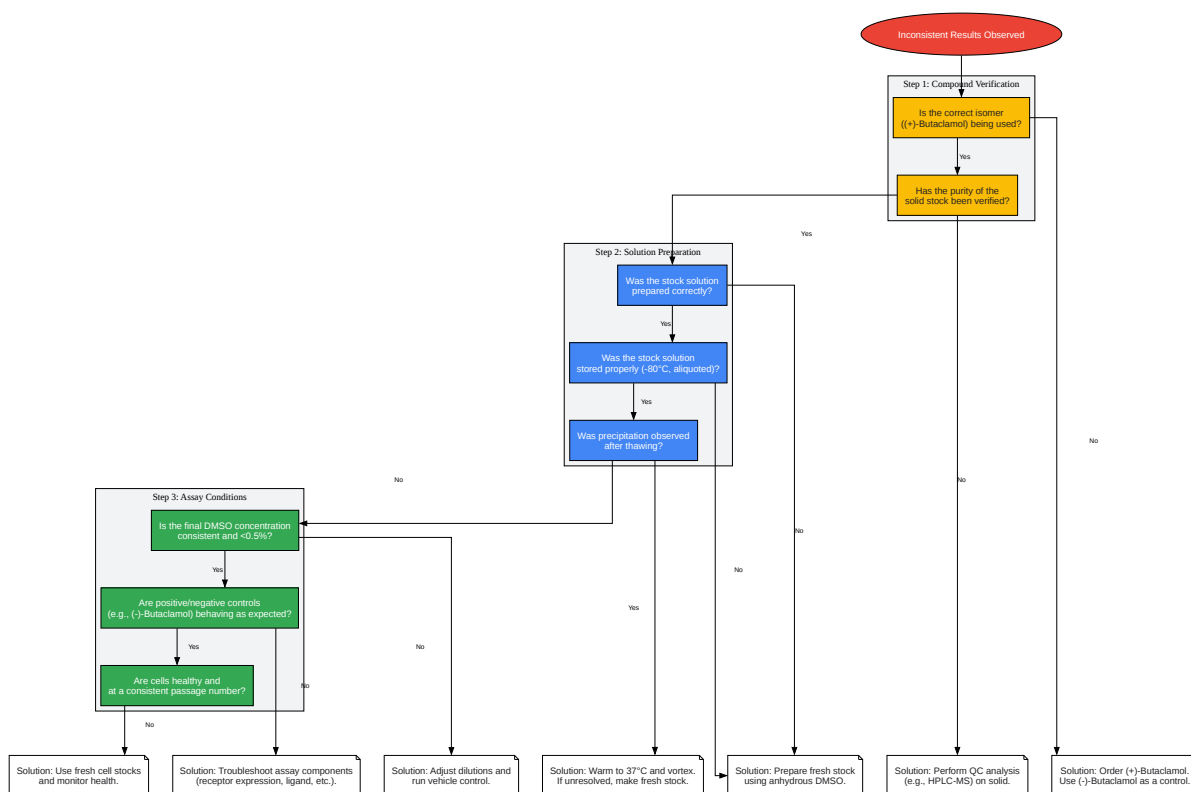 Inconsistent Results Observed
Step 1: Compound Verification
Is the correct isomer
((+)-Butaclamol) being used?
Yes
Has the purity of the
solid stock been verified?
Yes
Step 2: Solution Preparation
Was the stock solution
prepared correctly?
Yes
Was the stock solution
stored properly (-80°C, aliquoted)?
Yes
Was precipitation observed
after thawing?
No
No
No
Step 3: Assay Conditions
Is the final DMSO concentration
consistent and <0.5%?
No
Yes
No
Are positive/negative controls
(e.g., (-)-Butaclamol) behaving as expected?
Yes
Yes
No
Are cells healthy and
at a consistent passage number?
No
No
Solution: Use fresh cell stocks
and monitor health.
Solution: Troubleshoot assay components
(receptor expression, ligand, etc.).
Solution: Adjust dilutions and
run vehicle control.
Solution: Warm to 37°C and vortex.
If unresolved, make fresh stock.
Solution: Prepare fresh stock
using anhydrous DMSO.
Solution: Perform QC analysis
(e.g., HPLC-MS) on solid.
Solution: Order (+)-Butaclamol.
Use (-)-Butaclamol as a control.